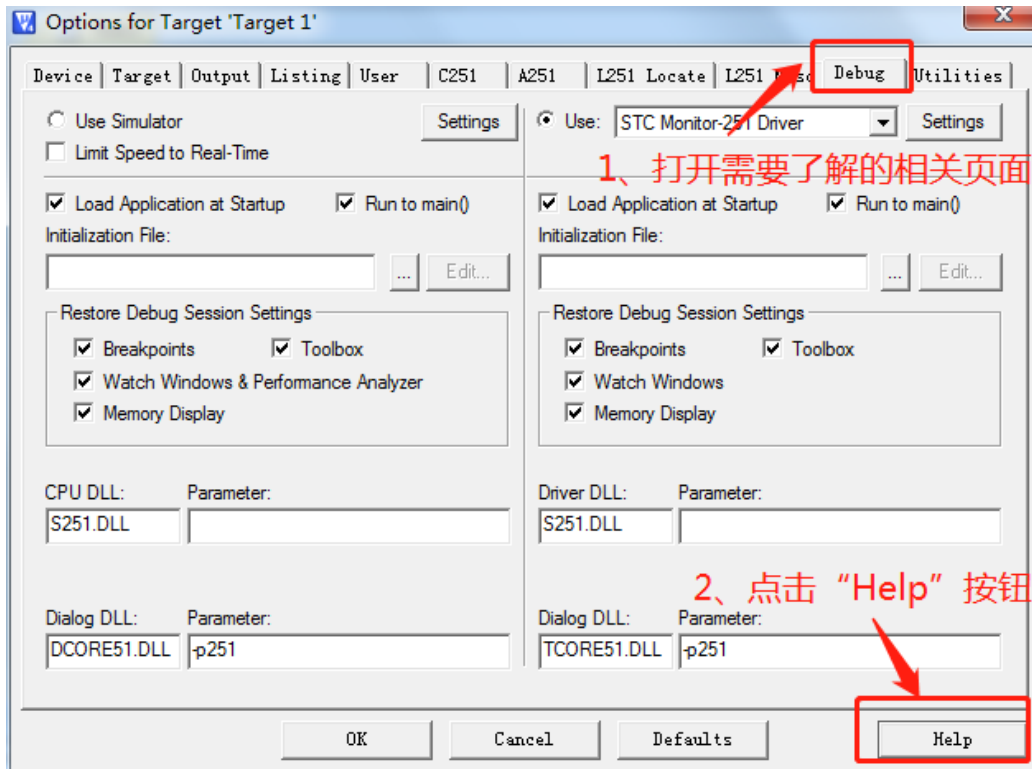 Options for Target 'Target 1'
Device Target Output Listing User C251 A251 L251 Locate L251 Debug Utilities
Use Simulator Settings Use: STC Monitor-251 Driver Settings
Limit Speed to Real-Time
1、打开需要了解的相关页面
Load Application at Startup Run to main() Load Application at Startup Run to main()
Initialization File: Initialization File:
... Edit... ... Edit...
Restore Debug Session Settings Restore Debug Session Settings
Breakpoints Toolbox Breakpoints Toolbox
Watch Windows & Performance Analyzer Watch Windows
Memory Display Memory Display
CPU DLL: Parameter: Driver DLL: Parameter:
S251.DLL S251.DLL
2、点击“Help”按钮
Dialog DLL: Parameter: Dialog DLL: Parameter:
DCORE51.DLL -p251 TCORE51.DLL -p251
OK Cancel Defaults Help